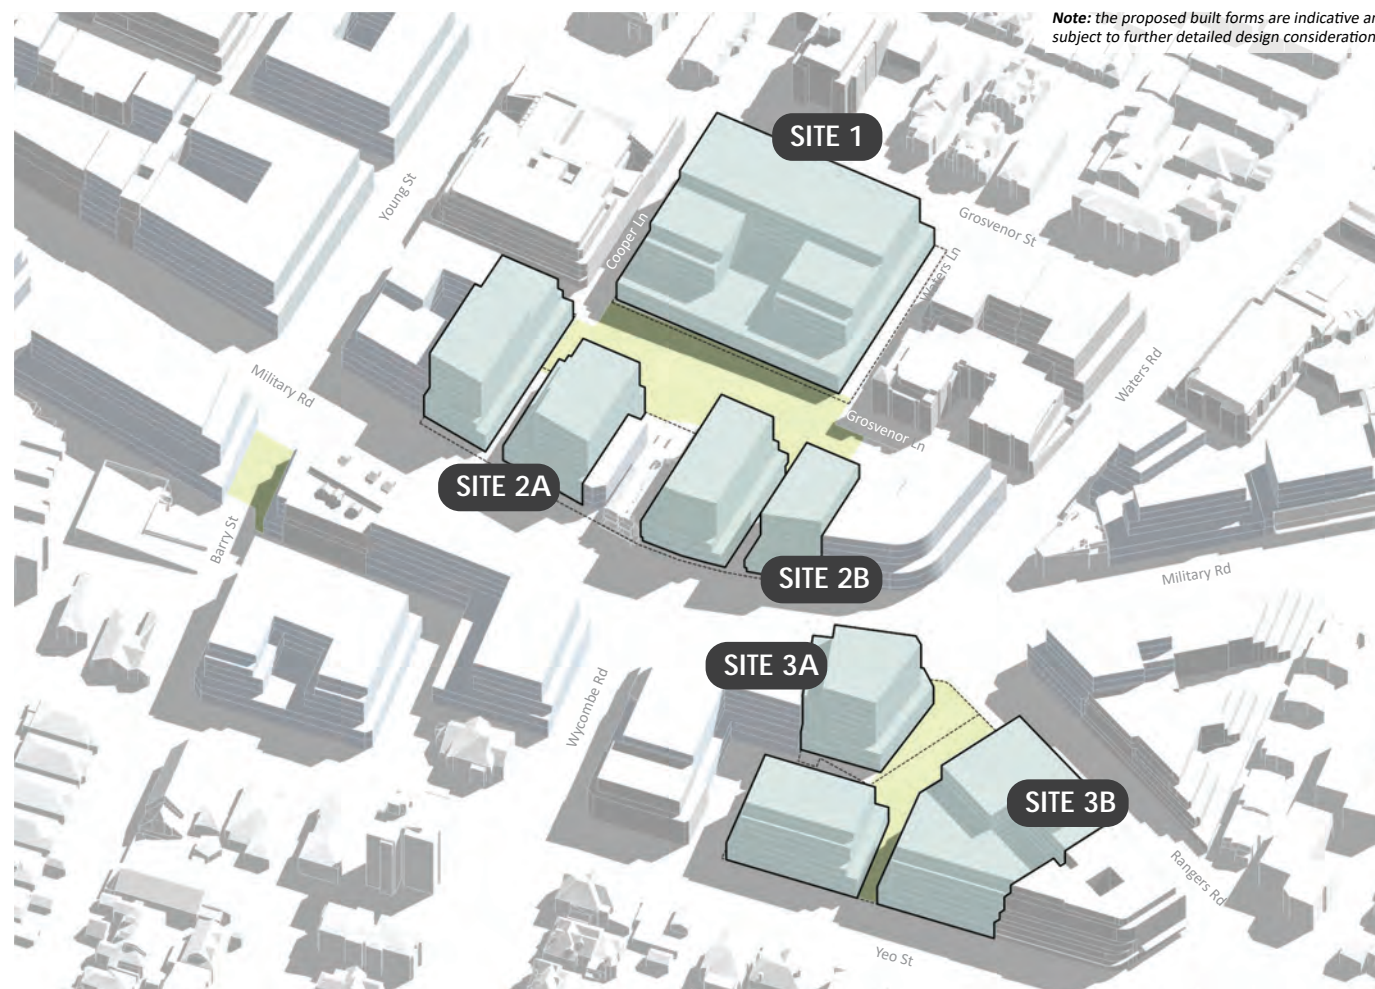 Note: the proposed built forms are indicative
subject to further detailed design consideration
SITE 1
Young St
Cooper Ln
Grosvenor St
Waters Ln
Military Rd
Waters Rd
Grosvenor Ln
SITE 2A
Barry St
SITE 2B
Military Rd
SITE 3A
Wycombe Rd
SITE 3B
Rangers Rd
Yeo St